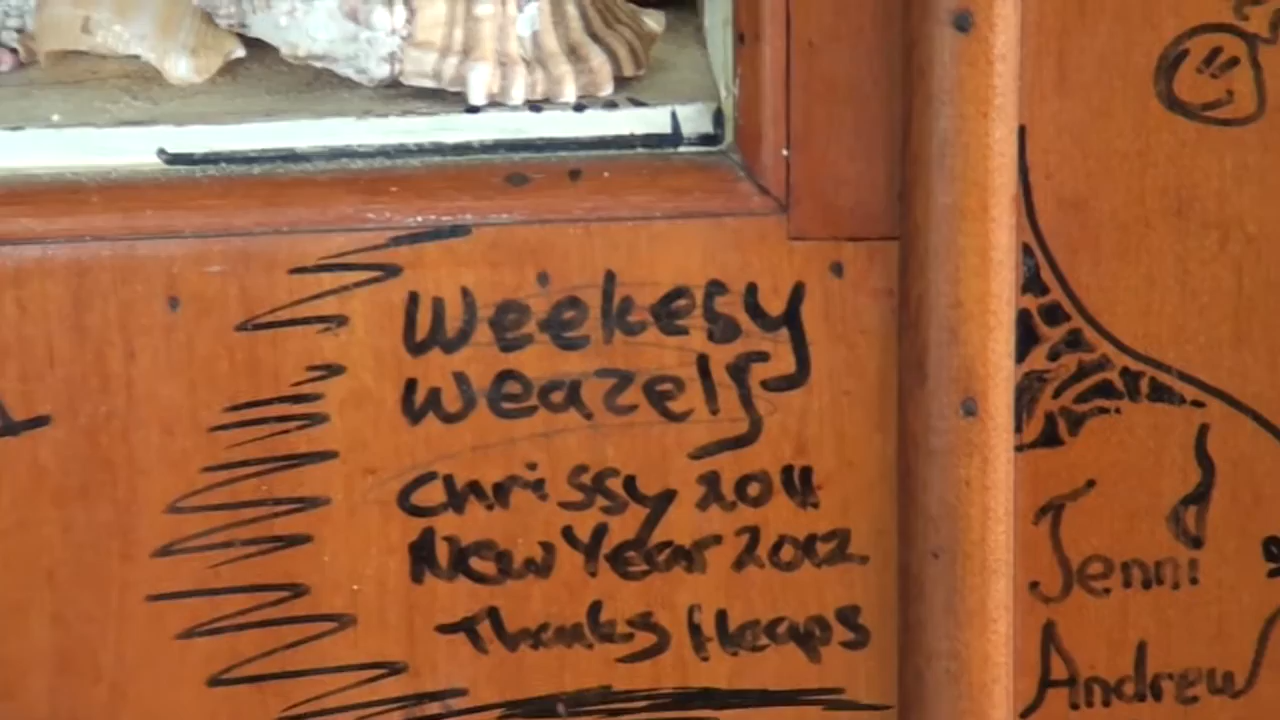 Weekesy
Weazels
Chrissy 2011
New Year 2012
Thanks Heaps
Jenni
Andrew